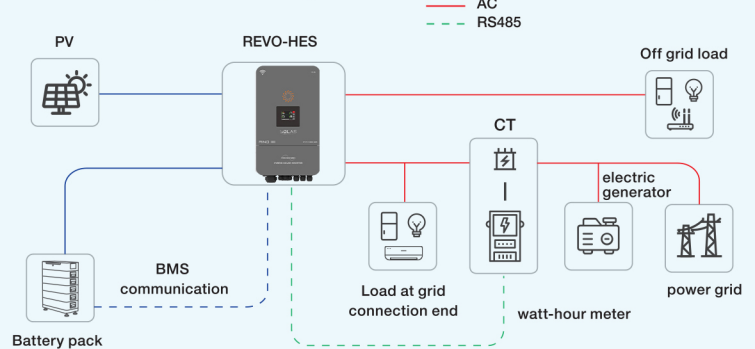 AC
RS485
PV
REVO-HES
Off grid load
CT
electric
generator
BMS
communication
Load at grid
connection end
watt-hour meter
power grid
Battery pack